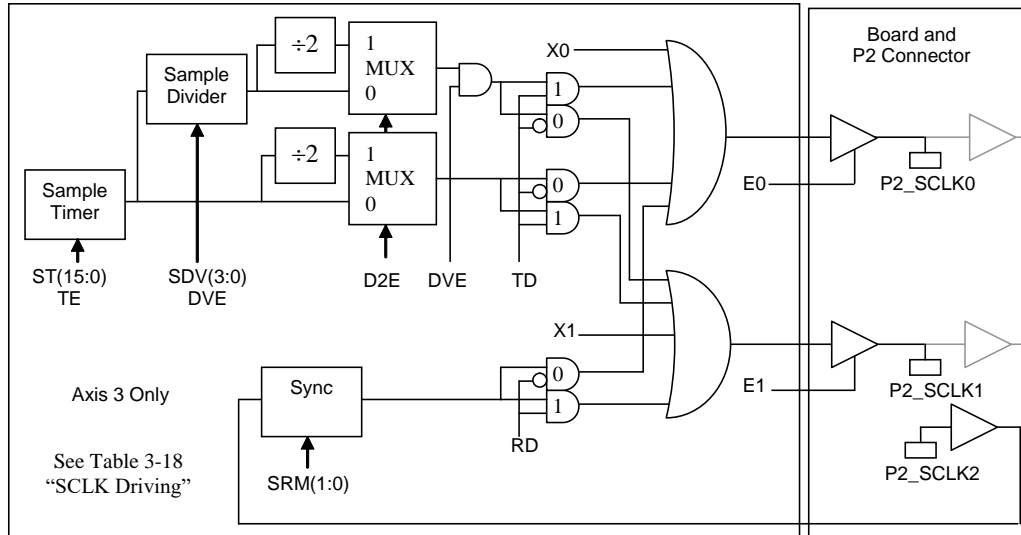 ÷2
1
MUX
0
Sample
Divider
÷2
1
MUX
0
Sample
Timer
ST(15:0)
TE
SDV(3:0)
DVE
D2E
DVE
TD
X0
1
0
0
1
E0
Board and
P2 Connector
P2_SCLK0
X1
E1
P2_SCLK1
P2_SCLK2
Axis 3 Only
Sync
0
1
RD
SRM(1:0)
See Table 3-18
“SCLK Driving”